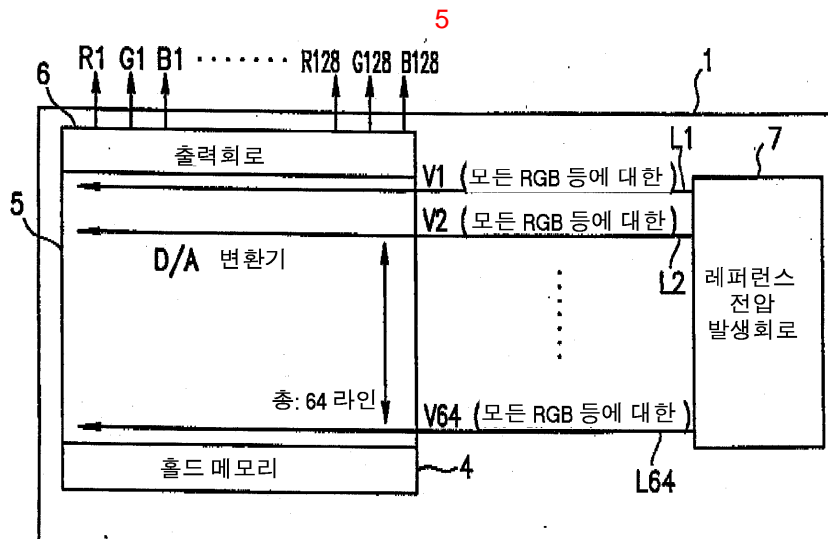 5
R1 G1 B1 ······· R128 G128 B128
6
1
출력회로
V1 (모든 RGB 등에 대한)
L1
7
5
V2 (모든 RGB 등에 대한)
L2
D/A 변환기
레퍼런스
전압
발생회로
총: 64 라인
V64 (모든 RGB 등에 대한)
홀드 메모리
4
L64